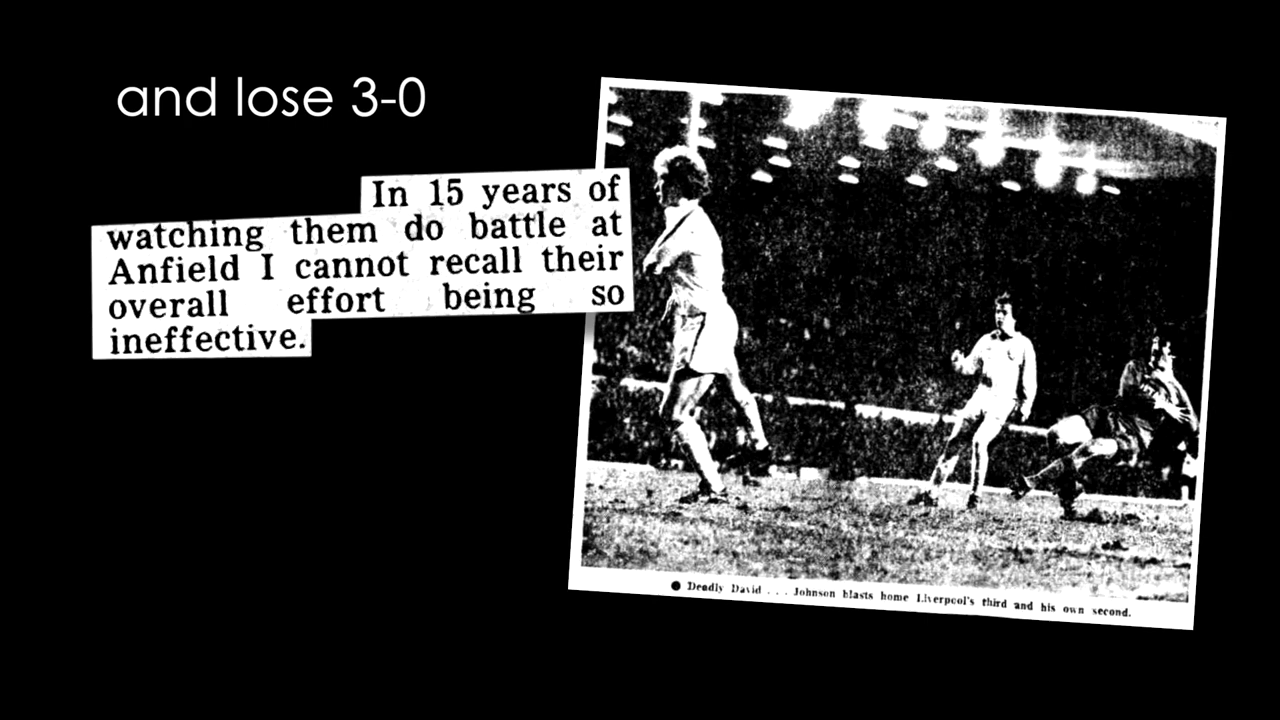 and lose 3-0
In 15 years of
watching them do battle at
Anfield I cannot recall their
overall effort being so
ineffective.
● Deadly David . . . Johnson blasts home Liverpool's third and his own second.